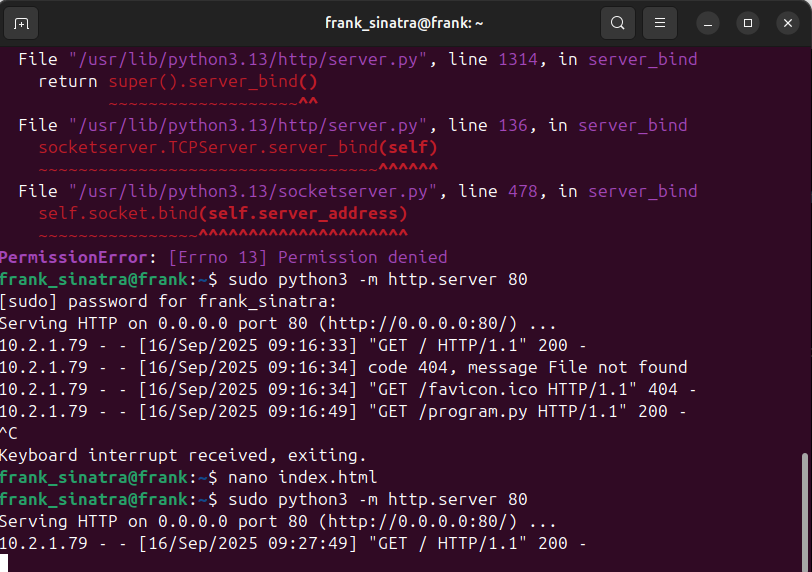 frank_sinatra@frank: ~
File "/usr/lib/python3.13/http/server.py", line 1314, in server_bind
return super().server_bind()
~~~~~~~~~~~~~~~~~~~^^
File "/usr/lib/python3.13/http/server.py", line 136, in server_bind
socketserver.TCPServer.server_bind(self)
~~~~~~~~~~~~~~~~~~~~~~~~~~~~~~~~~~^^^^^^
File "/usr/lib/python3.13/socketserver.py", line 478, in server_bind
self.socket.bind(self.server_address)
~~~~~~~~~~~~~~~~^^^^^^^^^^^^^^^^^^^^^
PermissionError: [Errno 13] Permission denied
frank_sinatra@frank:~$ sudo python3 -m http.server 80
[sudo] password for frank_sinatra:
Serving HTTP on 0.0.0.0 port 80 (http://0.0.0.0:80/) ...
10.2.1.79 - - [16/Sep/2025 09:16:33] "GET / HTTP/1.1" 200 -
10.2.1.79 - - [16/Sep/2025 09:16:34] code 404, message File not found
10.2.1.79 - - [16/Sep/2025 09:16:34] "GET /favicon.ico HTTP/1.1" 404 -
10.2.1.79 - - [16/Sep/2025 09:16:49] "GET /program.py HTTP/1.1" 200 -
^C
Keyboard interrupt received, exiting.
frank_sinatra@frank:~$ nano index.html
frank_sinatra@frank:~$ sudo python3 -m http.server 80
Serving HTTP on 0.0.0.0 port 80 (http://0.0.0.0:80/) ...
10.2.1.79 - - [16/Sep/2025 09:27:49] "GET / HTTP/1.1" 200 -